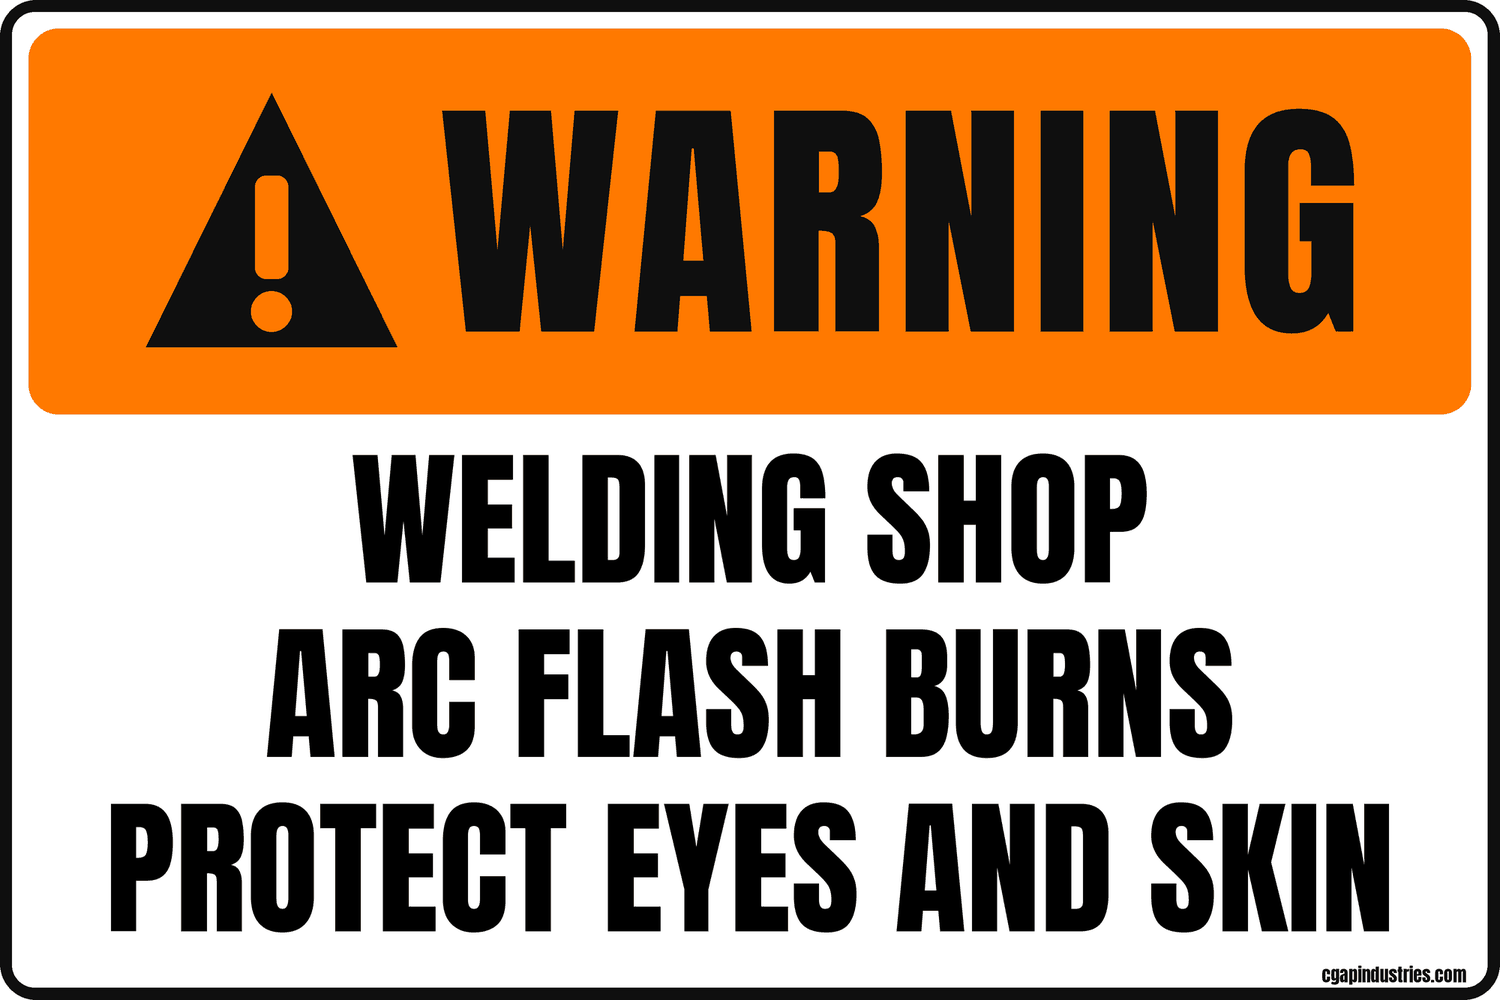 WARNING
WELDING SHOP
ARC FLASH BURNS
PROTECT EYES AND SKIN
cgapindustries.com